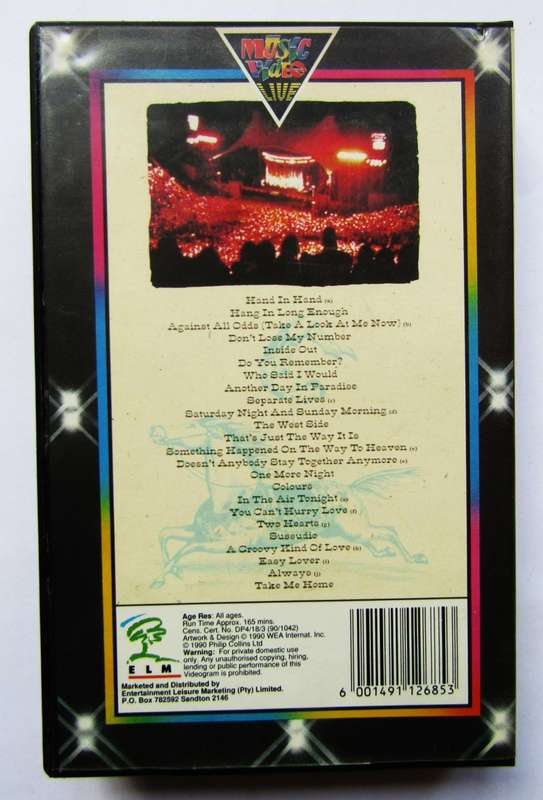 MUSIC
VIDEO
LIVE
Hand In Hand (a)
Hang In Long Enough
Against All Odds (Take A Look At Me Now) (b)
Don't Lose My Number
Inside Out
Do You Remember?
Who Said I Would
Another Day In Paradise
Separate Lives (c)
Saturday Night And Sunday Morning (d)
The West Side
That's Just The Way It Is
Something Happened On The Way To Heaven (e)
Doesn't Anybody Stay Together Anymore (e)
One More Night
Colours
In The Air Tonight (a)
You Can't Hurry Love (f)
Two Hearts (g)
Sussudio
A Groovy Kind Of Love (h)
Easy Lover (i)
Always (j)
Take Me Home
Age Res: All ages.
Run Time Approx. 165 mins.
Cens. Cert. No. DP4/18/3 (90/1042)
Artwork & Design © 1990 WEA Internat. Inc.
© 1990 Philip Collins Ltd
Warning: For private domestic use
only. Any unauthorised copying, hiring,
lending or public performance of this
Videogram is prohibited.
ELM
Marketed and Distributed by
Entertainment Leisure Marketing (Pty) Limited.
P.O. Box 782592 Sandton 2146
6 001491 126853